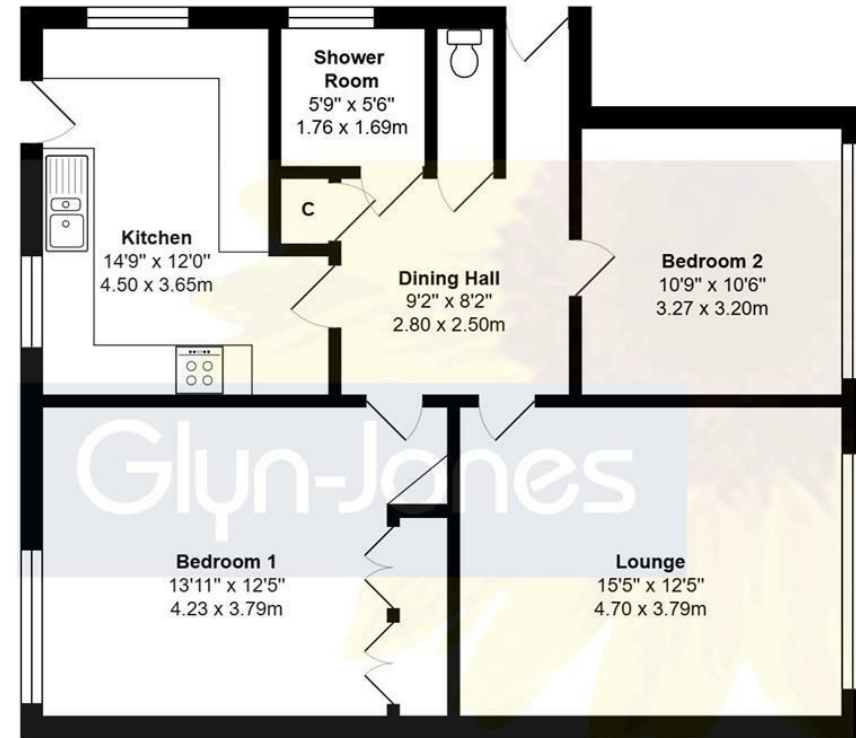 Shower
Room
5'9" x 5'6"
1.76 x 1.69m
C
Kitchen
14'9" x 12'0"
4.50 x 3.65m
Dining Hall
9'2" x 8'2"
2.80 x 2.50m
Bedroom 2
10'9" x 10'6"
3.27 x 3.20m
Glyn-Jones
Bedroom 1
13'11" x 12'5"
4.23 x 3.79m
Lounge
15'5" x 12'5"
4.70 x 3.79m